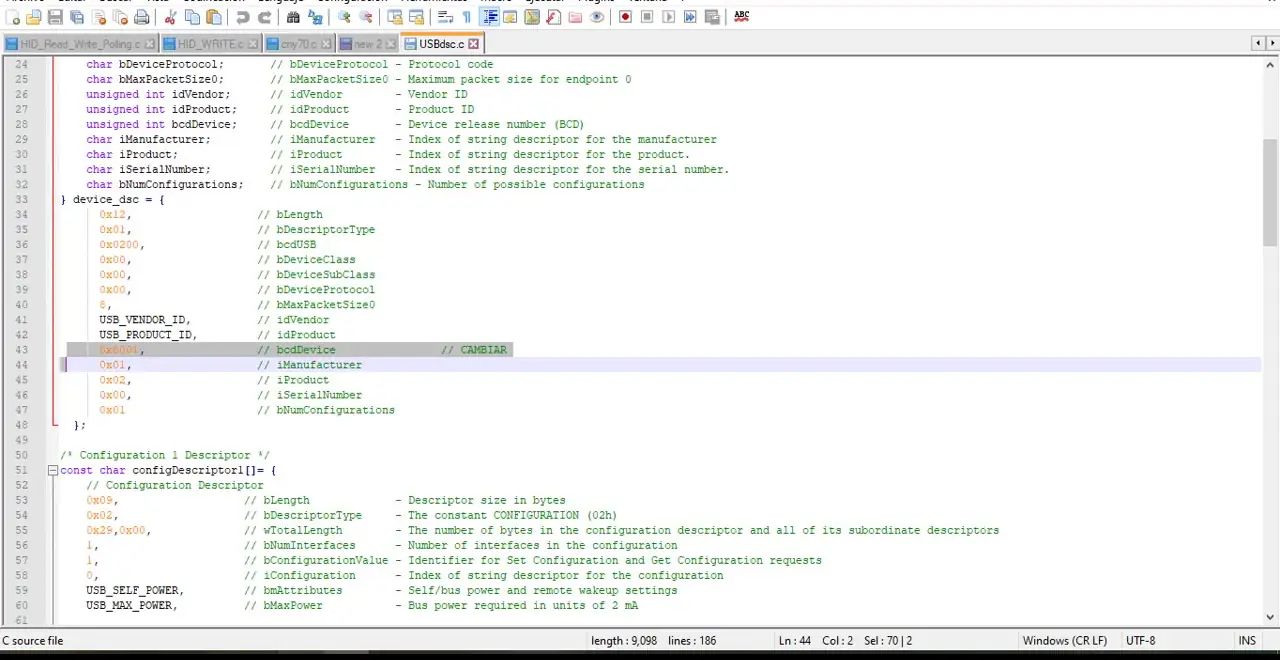 HID_Read_Write_Polling.c HID_WRITE.c cny70.c new 2 USBdsc.c
24 char bDeviceProtocol; // bDeviceProtocol - Protocol code
25 char bMaxPacketSize0; // bMaxPacketSize0 - Maximum packet size for endpoint 0
26 unsigned int idVendor; // idVendor - Vendor ID
27 unsigned int idProduct; // idProduct - Product ID
28 unsigned int bcdDevice; // bcdDevice - Device release number (BCD)
29 char iManufacturer; // iManufacturer - Index of string descriptor for the manufacturer
30 char iProduct; // iProduct - Index of string descriptor for the product.
31 char iSerialNumber; // iSerialNumber - Index of string descriptor for the serial number.
32 char bNumConfigurations; // bNumConfigurations - Number of possible configurations
33 } device_dsc = {
34 0x12, // bLength
35 0x01, // bDescriptorType
36 0x0200, // bcdUSB
37 0x00, // bDeviceClass
38 0x00, // bDeviceSubClass
39 0x00, // bDeviceProtocol
40 8, // bMaxPacketSize0
41 USB_VENDOR_ID, // idVendor
42 USB_PRODUCT_ID, // idProduct
43 // bcdDevice // CAMBIAR
44 0x01, // iManufacturer
45 0x02, // iProduct
46 0x00, // iSerialNumber
47 0x01 // bNumConfigurations
48 };
49
50 /* Configuration 1 Descriptor */
51 const char configDescriptor1[]= {
52 // Configuration Descriptor
53 0x09, // bLength - Descriptor size in bytes
54 0x02, // bDescriptorType - The constant CONFIGURATION (02h)
55 0x29,0x00, // wTotalLength - The number of bytes in the configuration descriptor and all of its subordinate descriptors
56 1, // bNumInterfaces - Number of interfaces in the configuration
57 1, // bConfigurationValue - Identifier for Set Configuration and Get Configuration requests
58 0, // iConfiguration - Index of string descriptor for the configuration
59 USB_SELF_POWER, // bmAttributes - Self/bus power and remote wakeup settings
60 USB_MAX_POWER, // bMaxPower - Bus power required in units of 2 mA
61
C source file length : 9,098 lines : 186 Ln : 44 Col : 2 Sel : 70 | 2 Windows (CR LF) UTF-8 INS